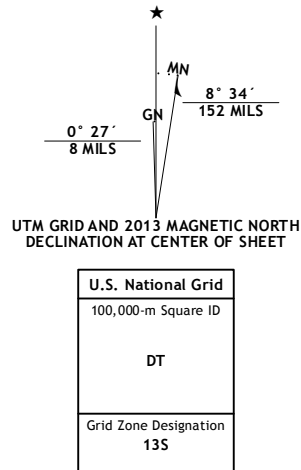 ★
MN
8° 34´
152 MILS
GN
0° 27´
8 MILS
UTM GRID AND 2013 MAGNETIC NORTH
DECLINATION AT CENTER OF SHEET
U.S. National Grid
100,000-m Square ID
DT
Grid Zone Designation
13S